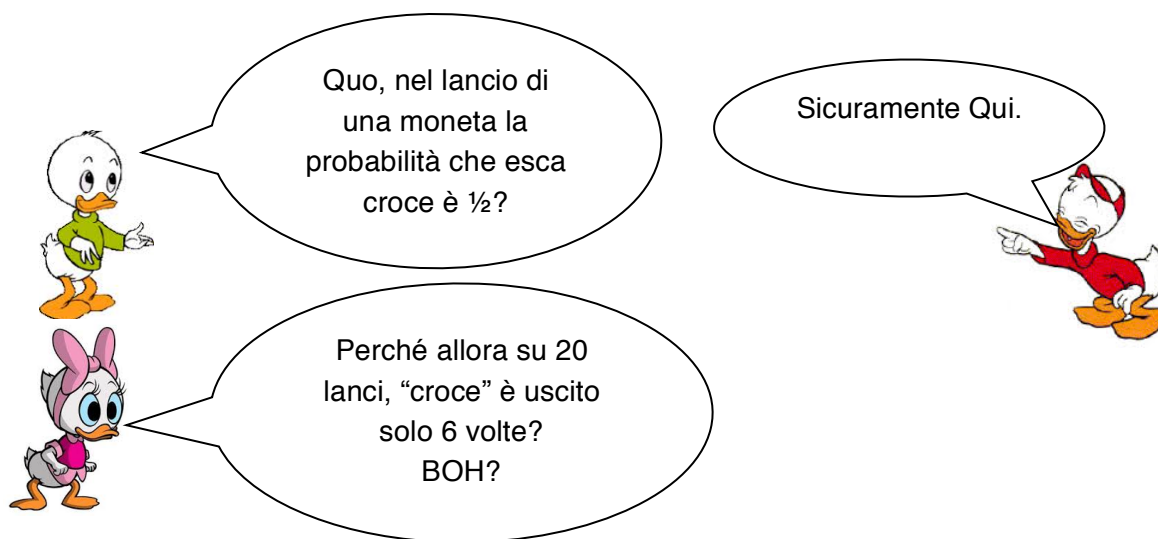 Quo, nel lancio di
una moneta la
probabilità che esca
croce è ½?
Sicuramente Qui.
Perché allora su 20
lanci, “croce” è uscito
solo 6 volte?
BOH?